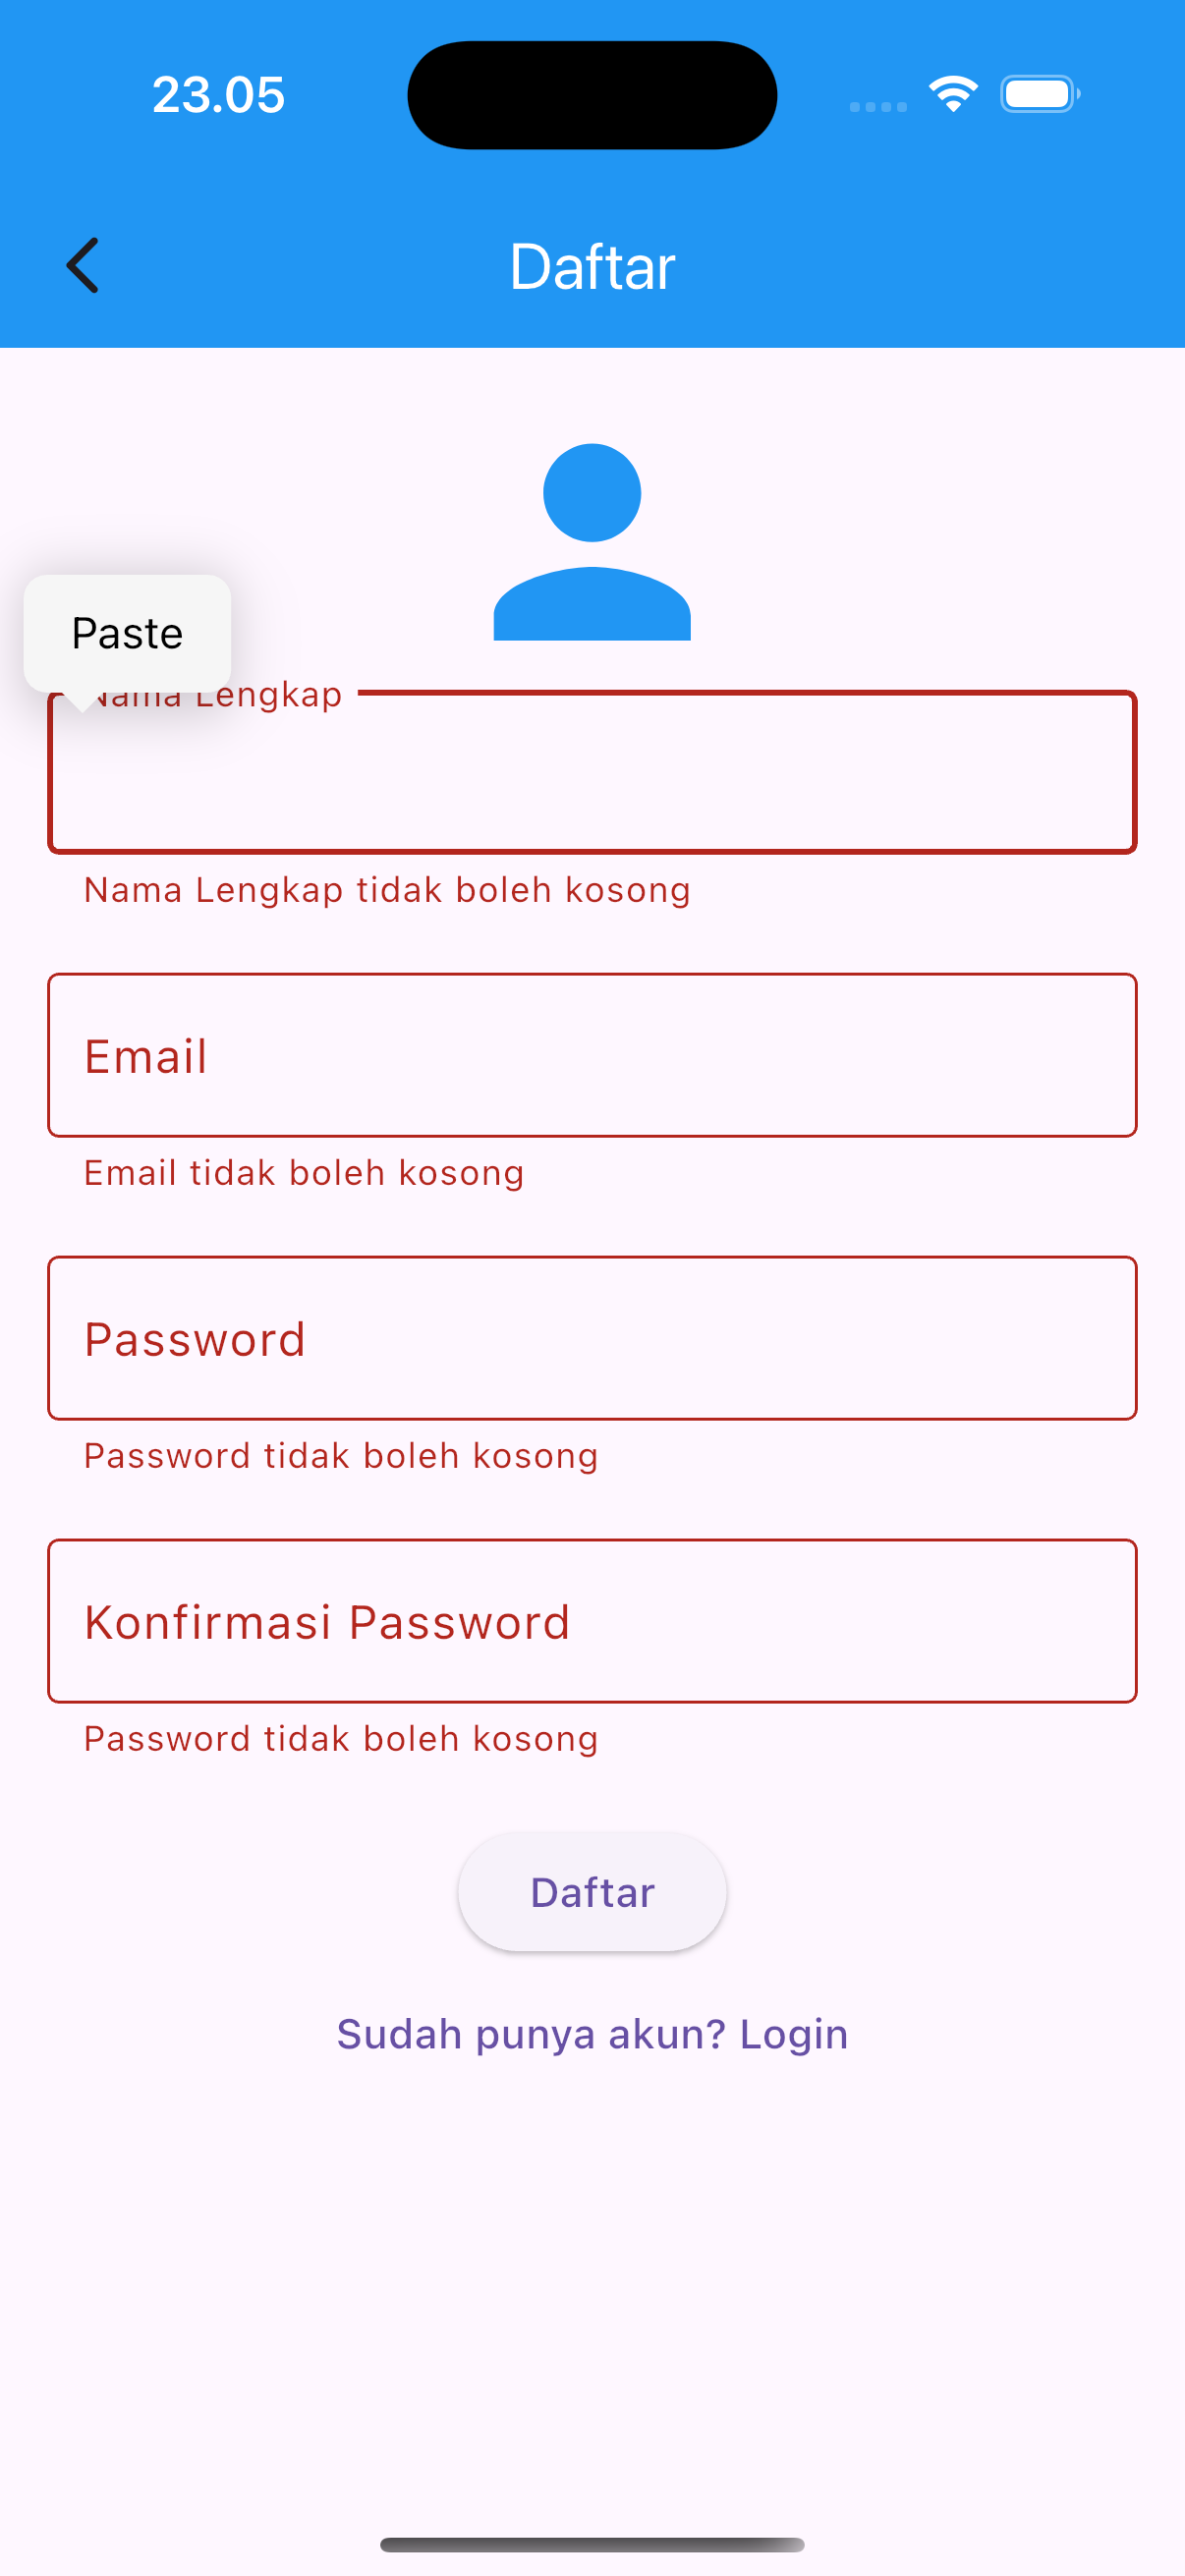 23.05
Daftar
Paste
Nama Lengkap
Nama Lengkap tidak boleh kosong
Email
Email tidak boleh kosong
Password
Password tidak boleh kosong
Konfirmasi Password
Password tidak boleh kosong
Daftar
Sudah punya akun? Login